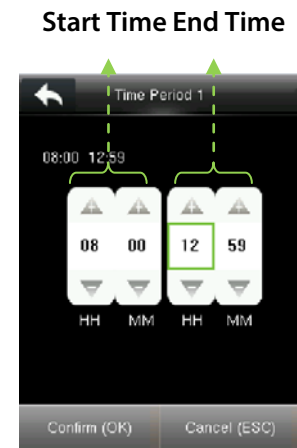 Start Time End Time
Time Period 1
08:00 12:59
08 00 12 59
HH MM HH MM
Confirm (OK) Cancel (ESC)